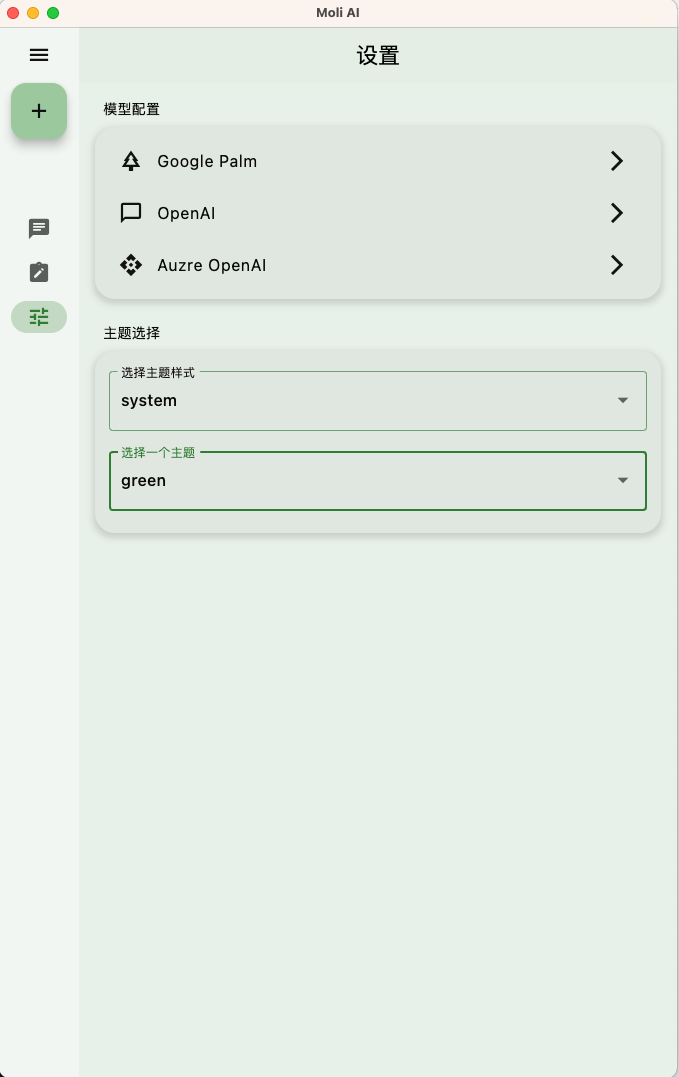 Moli AI
设置
模型配置
Google Palm
OpenAI
Auzre OpenAI
主题选择
选择主题样式
system
选择一个主题
green